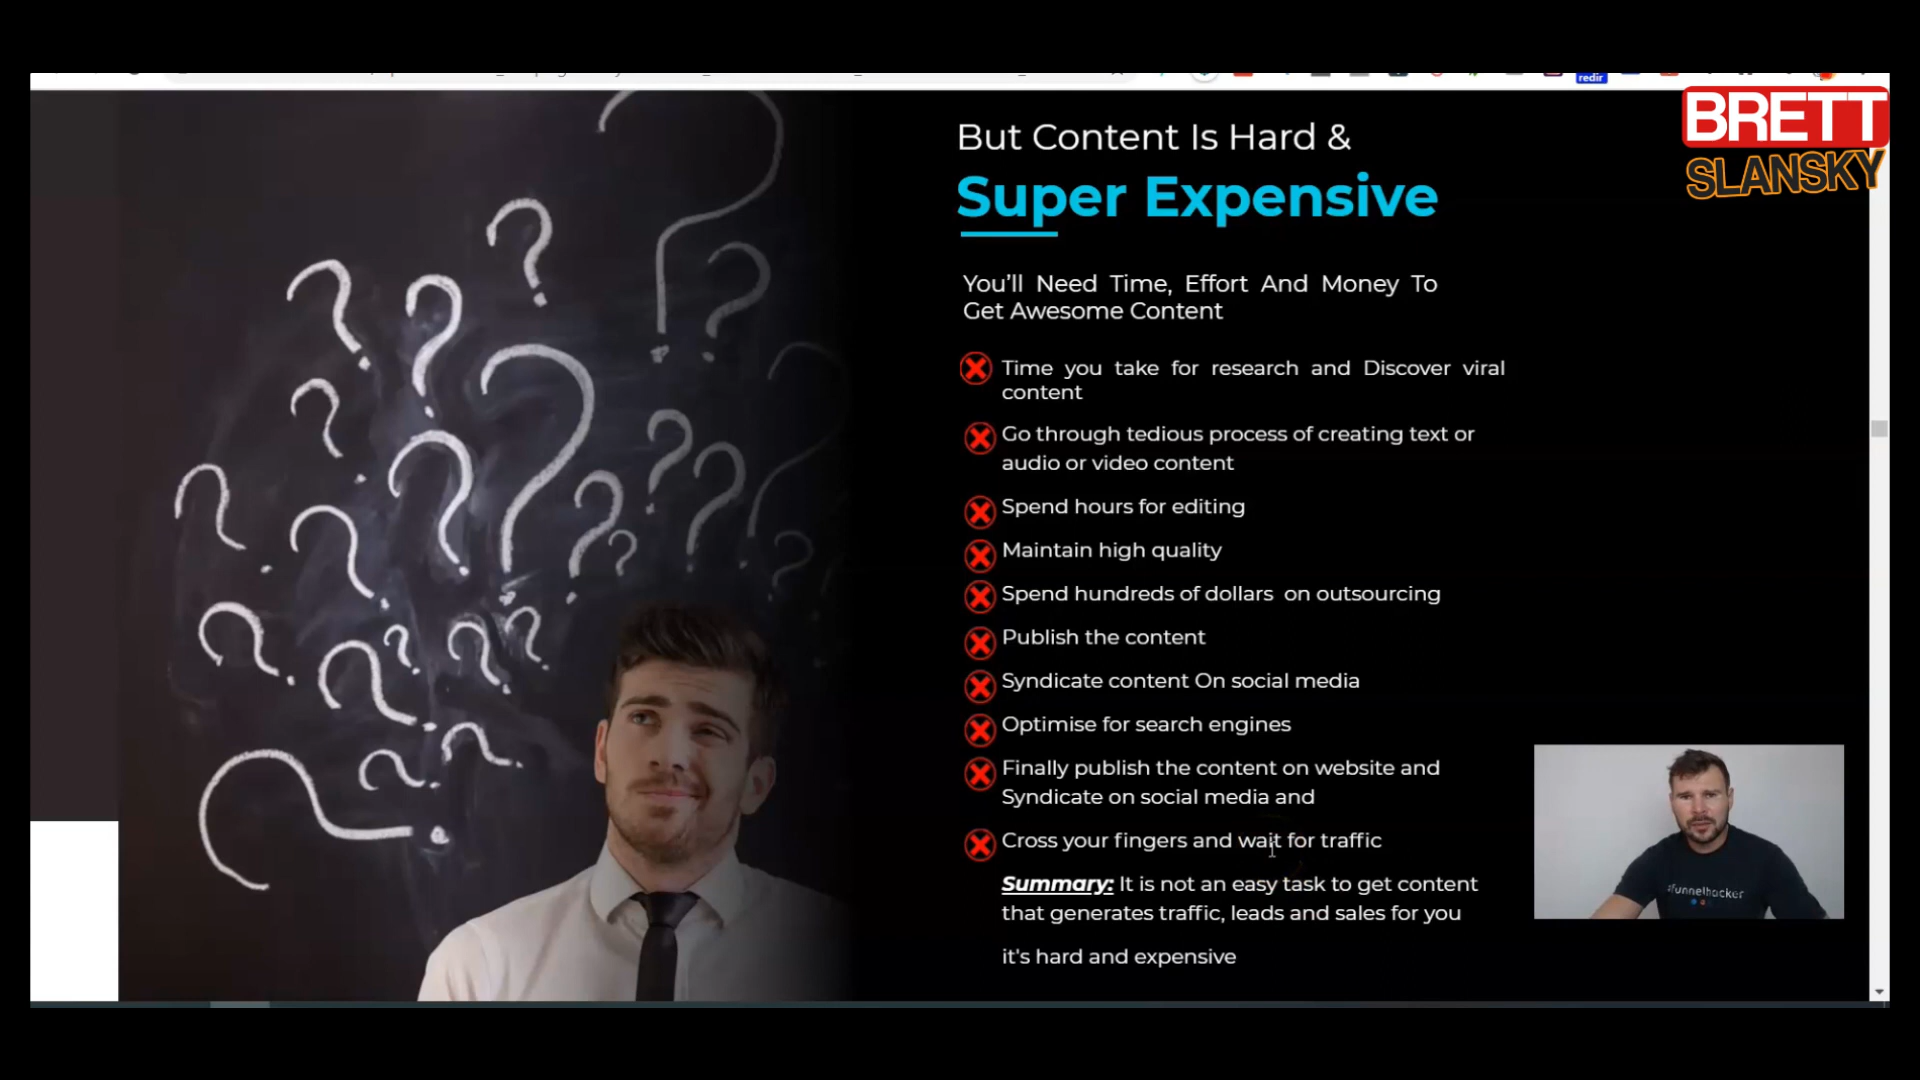 redir
BRETT
SLANSKY
But Content Is Hard &
Super Expensive
You'll Need Time, Effort And Money To
Get Awesome Content
Time you take for research and Discover viral
content
Go through tedious process of creating text or
audio or video content
Spend hours for editing
Maintain high quality
Spend hundreds of dollars on outsourcing
Publish the content
Syndicate content On social media
Optimise for search engines
Finally publish the content on website and
Syndicate on social media and
Cross your fingers and wait for traffic
Summary: It is not an easy task to get content
that generates traffic, leads and sales for you
it's hard and expensive
#funnelhacker